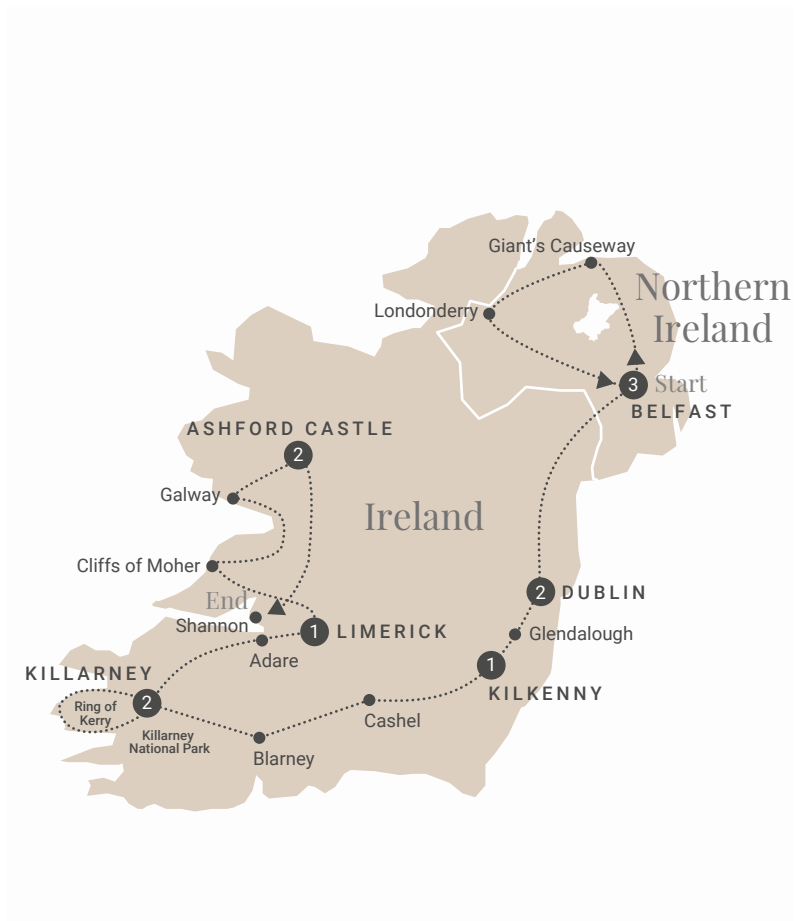 Giant's Causeway
Northern
Ireland
Londonderry
3
Start
BELFAST
ASHFORD CASTLE
2
Galway
Ireland
Cliffs of Moher
End
Shannon
2
DUBLIN
1
LIMERICK
Glendalough
Adare
1
KILKENNY
KILLARNEY
2
Ring of
Kerry
Cashel
Killarney
National Park
Blarney